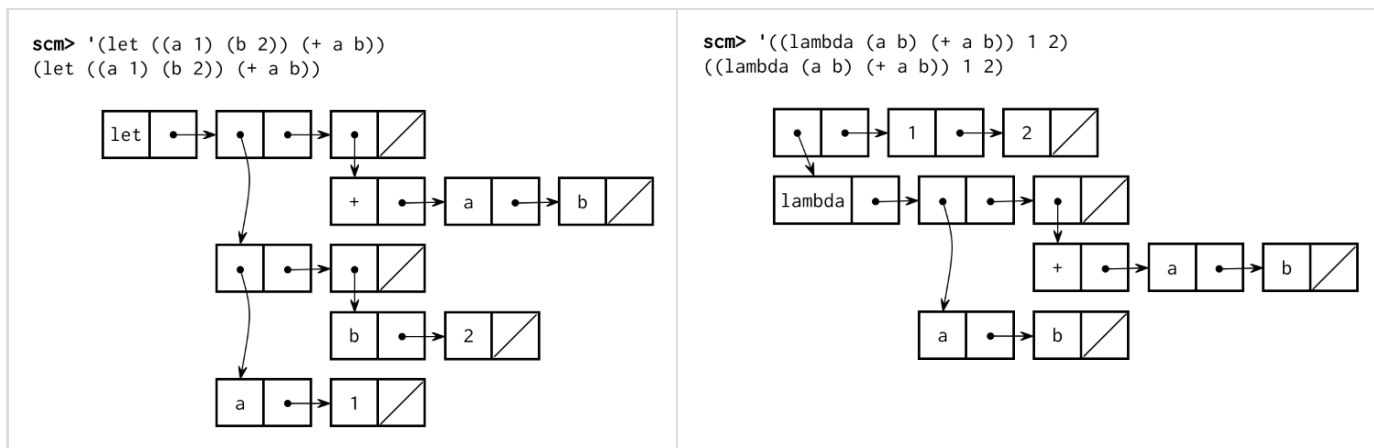 scm> '(let ((a 1) (b 2)) (+ a b))
(let ((a 1) (b 2)) (+ a b))
let
+ a b
b 2
a 1
scm> '((lambda (a b) (+ a b)) 1 2)
((lambda (a b) (+ a b)) 1 2)
1 2
lambda
+ a b
a b